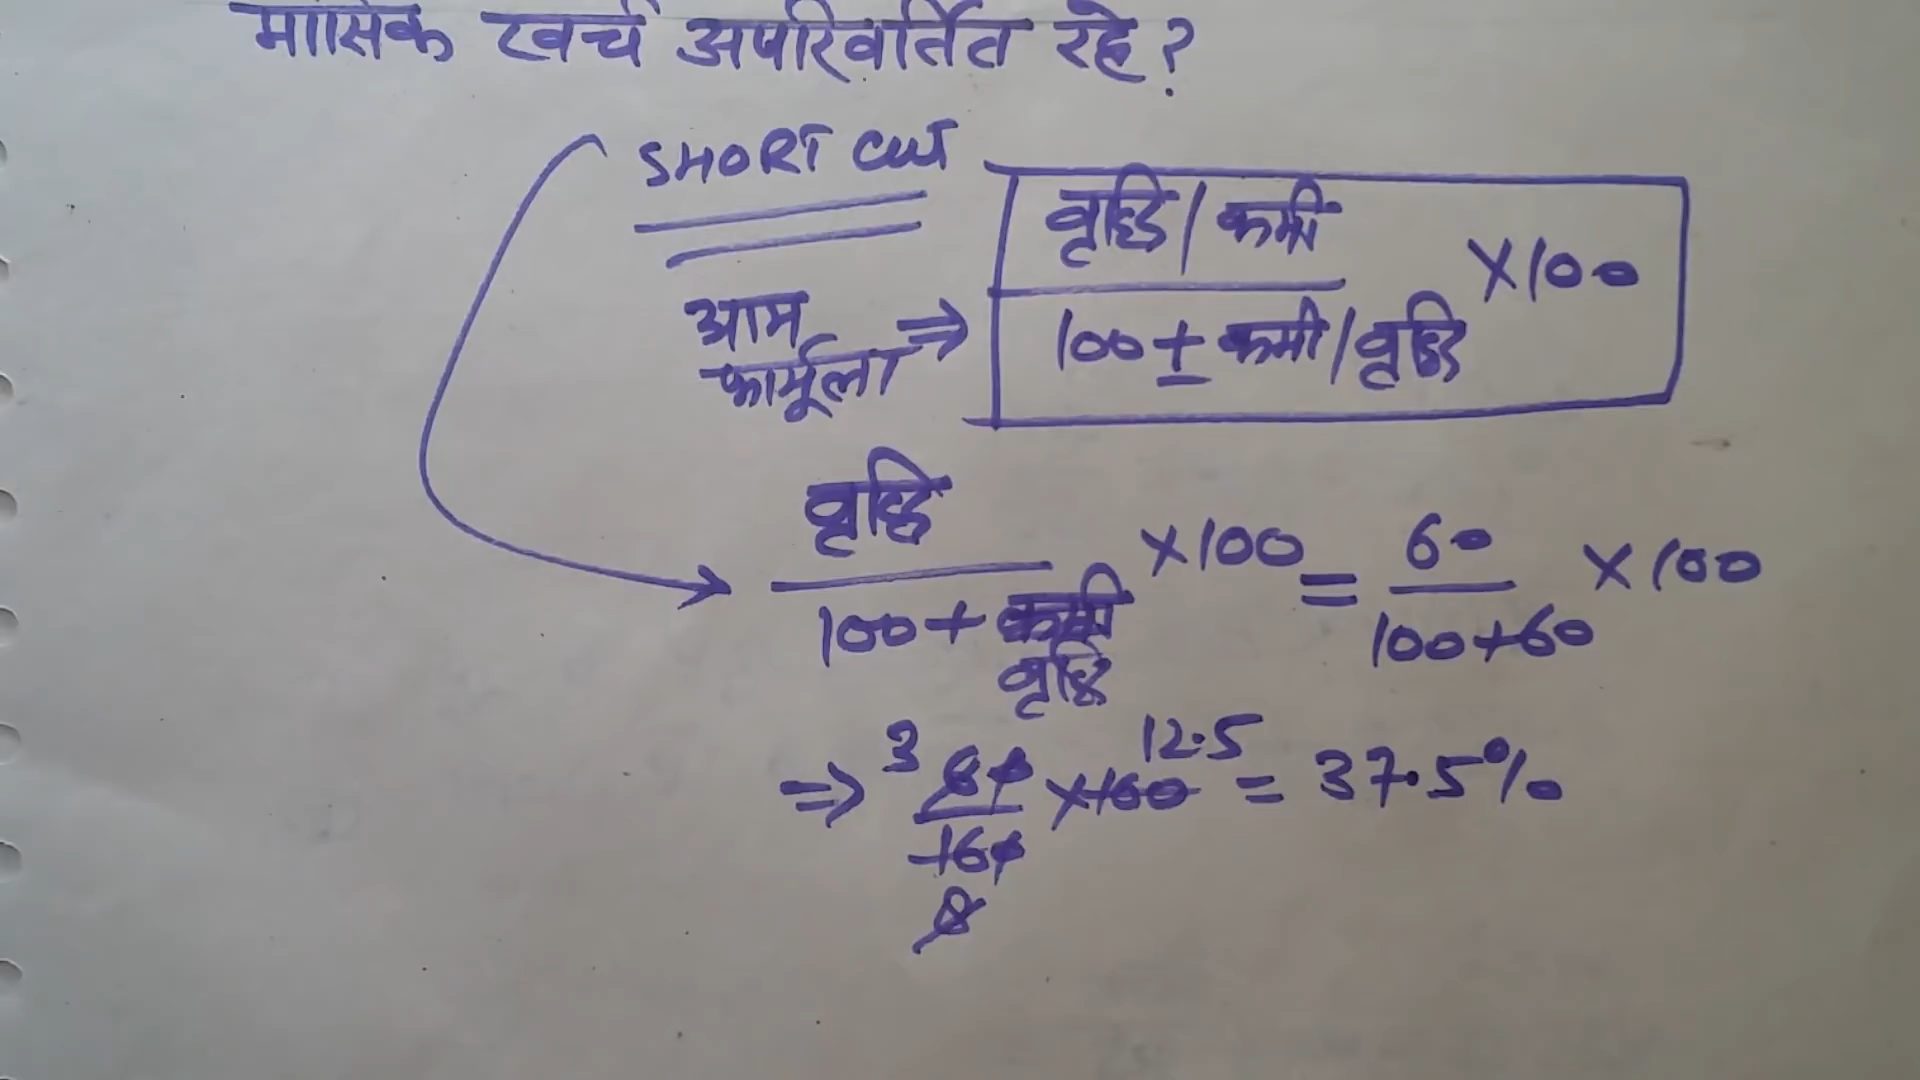 मासिक खर्च अपरिवर्तित रहे?
SHORT CUT
आम फार्मूला ⇒ वृद्धि / कमी / 100 ± कमी / वृद्धि × 100
वृद्धि / 100 + वृद्धि × 100 = 60 / 100+60 × 100
⇒ 3 60 / 160 × 100 12.5 = 37.5%
8